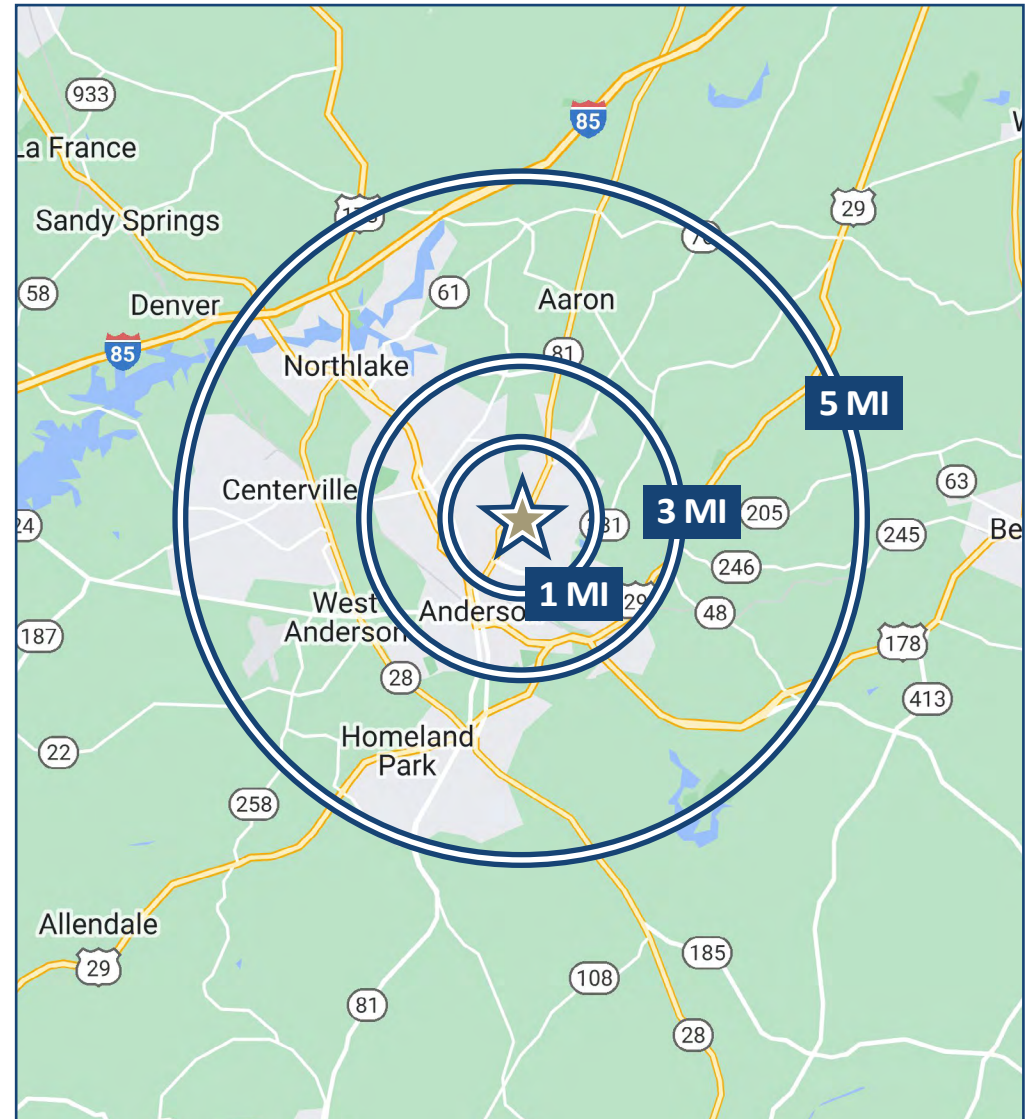 933
85
La France
Sandy Springs
29
58
61
Denver
Aaron
81
85
Northlake
5 MI
Centerville
63
3 MI
205
24
245
Be
246
1 MI
29
West
Anderson
48
187
178
28
413
Homeland
Park
22
258
Allendale
29
185
108
81
28